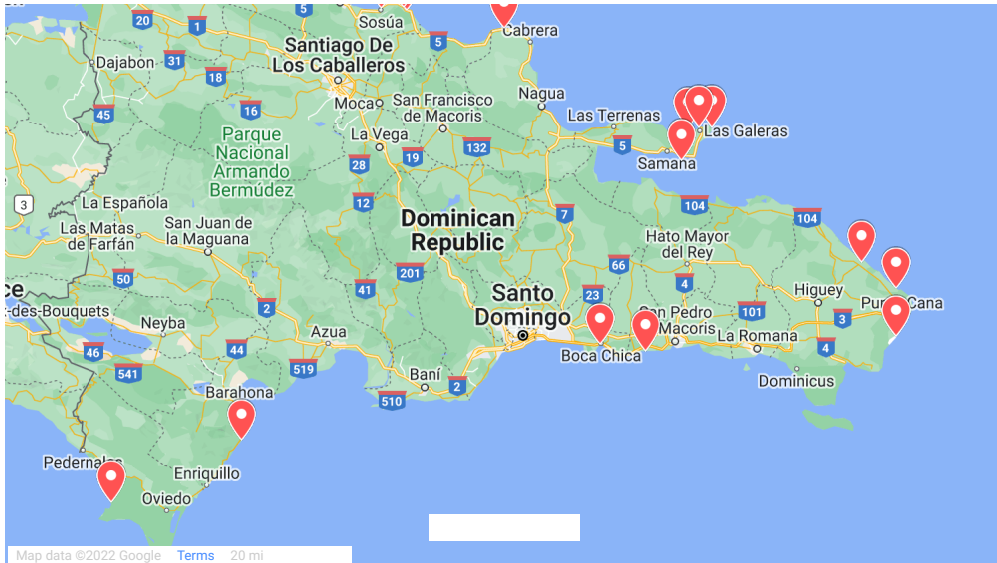 20
1
5
Sosúa
5
Cabrera
Dajabon
31
18
Santiago De
Los Caballeros
45
16
Moca
San Francisco
de Macoris
Nagua
Las Terrenas
Las Galeras
5
Samana
Parque
Nacional
Armando
Bermúdez
La Vega
28
19
132
3
La Española
12
104
104
Las Matas
de Farfán
San Juan de
la Maguana
Dominican
Republic
7
Hato Mayor
del Rey
ce
50
201
66
4
41
23
Santo
Domingo
Higuey
Punta Cana
-des-Bouquets
2
Neyba
Azua
San Pedro
Macoris
101
3
La Romana
4
46
44
541
519
Boca Chica
Baní
2
510
Dominicus
Barahona
Pedernales
Enriquillo
Oviedo
Map data ©2022 Google Terms 20 mi